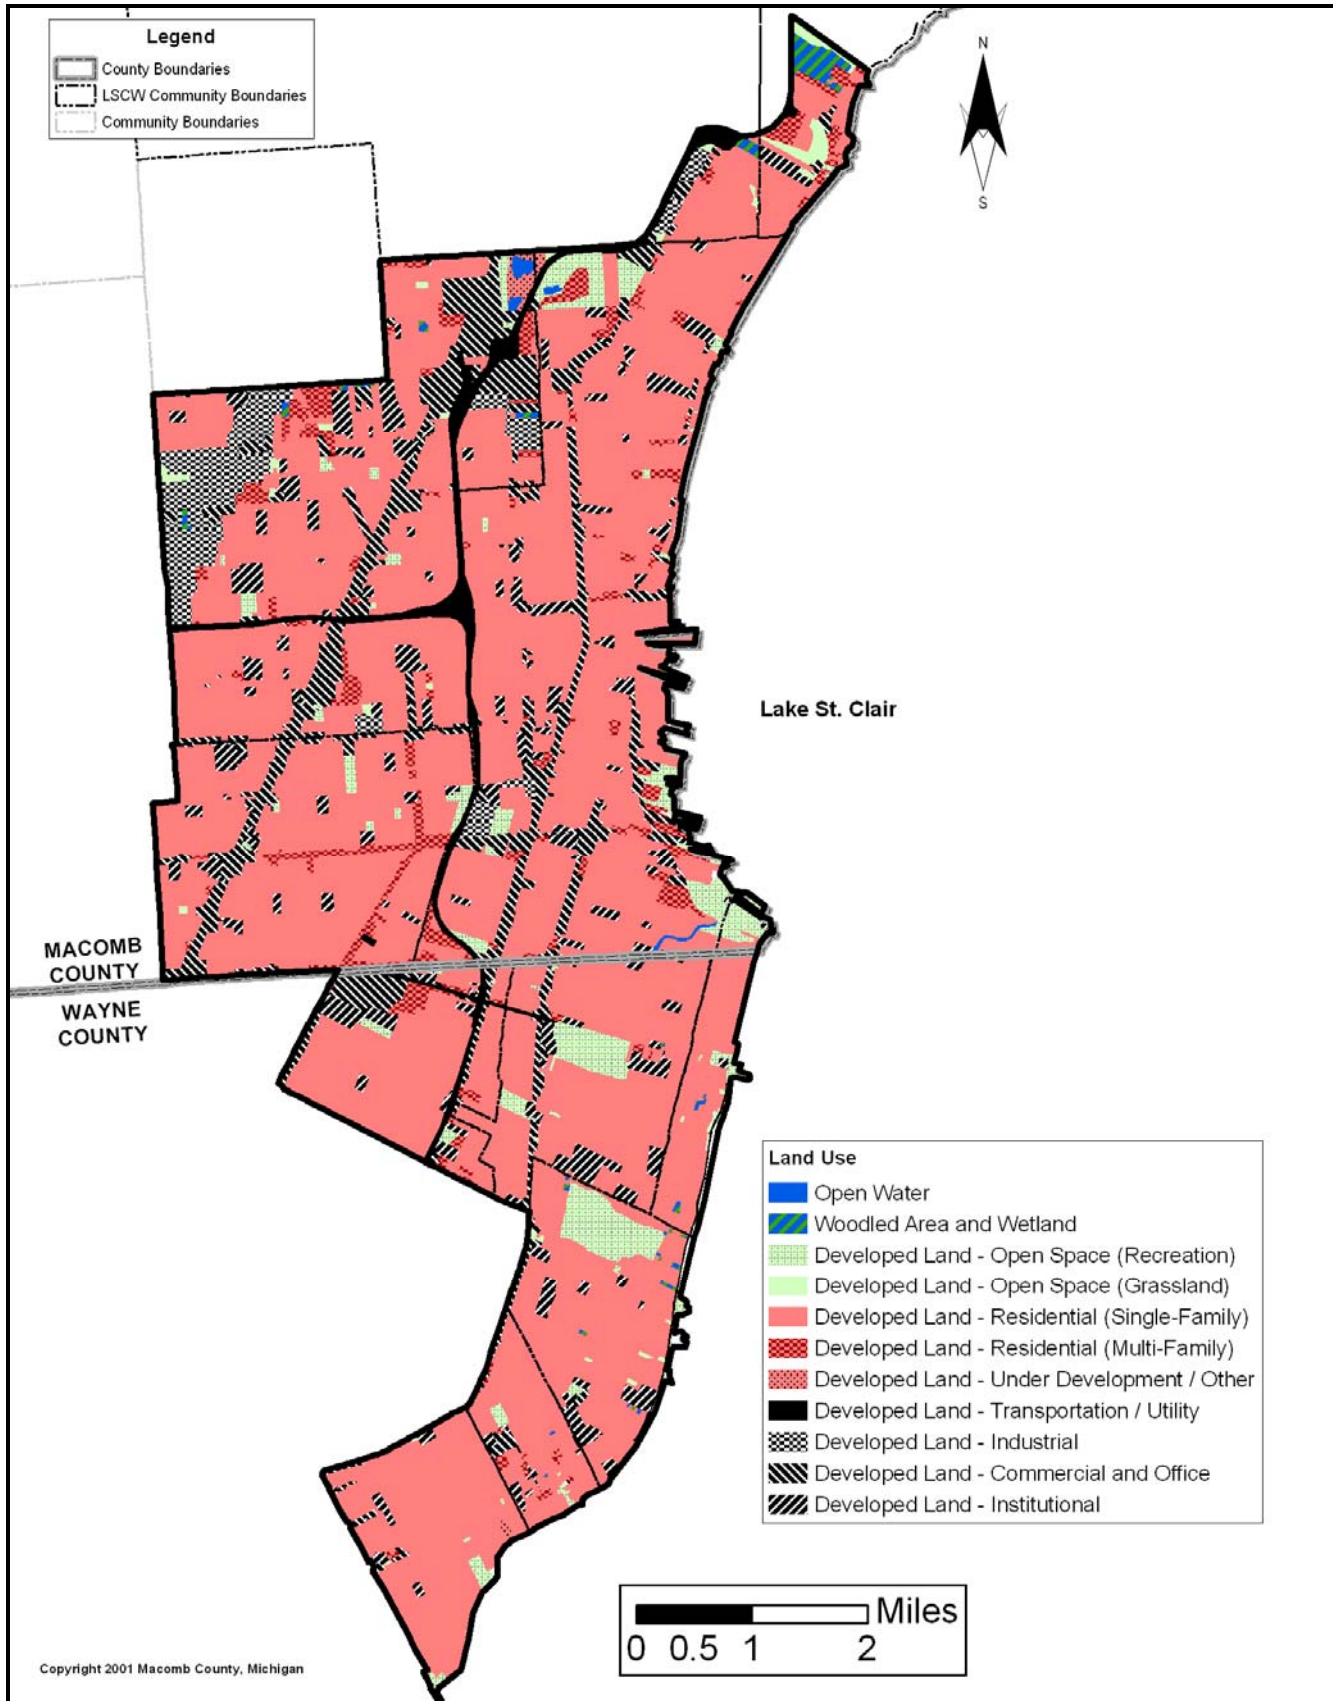 Legend
County Boundaries
LSCW Community Boundaries
Community Boundaries
N
S
Lake St. Clair
MACOMB
COUNTY
WAYNE
COUNTY
Land Use
Open Water
Woodled Area and Wetland
Developed Land - Open Space (Recreation)
Developed Land - Open Space (Grassland)
Developed Land - Residential (Single-Family)
Developed Land - Residential (Multi-Family)
Developed Land - Under Development / Other
Developed Land - Transportation / Utility
Developed Land - Industrial
Developed Land - Commercial and Office
Developed Land - Institutional
Miles
0 0.5 1 2
Copyright 2001 Macomb County, Michigan